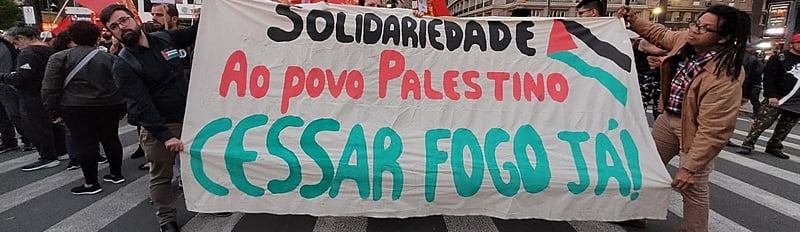 SOLIDARIEDADE
AO POVO PALESTINO
CESSAR FOGO JÁ!